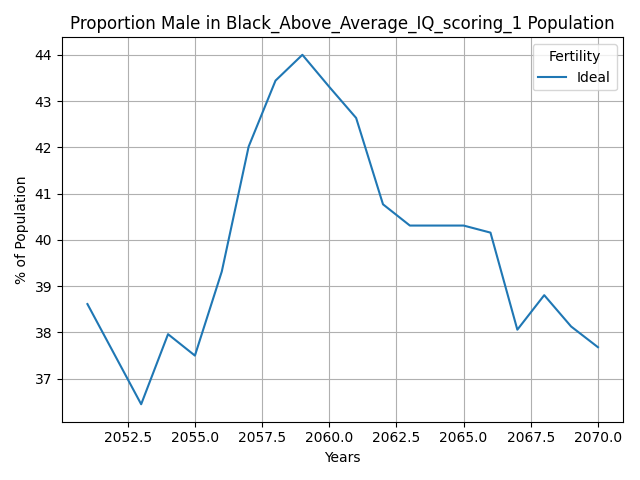 Proportion Male in Black_Above_Average_IQ_scoring_1 Population
Fertility
Ideal
44
43
42
41
40
39
38
37
% of Population
2052.5 2055.0 2057.5 2060.0 2062.5 2065.0 2067.5 2070.0
Years